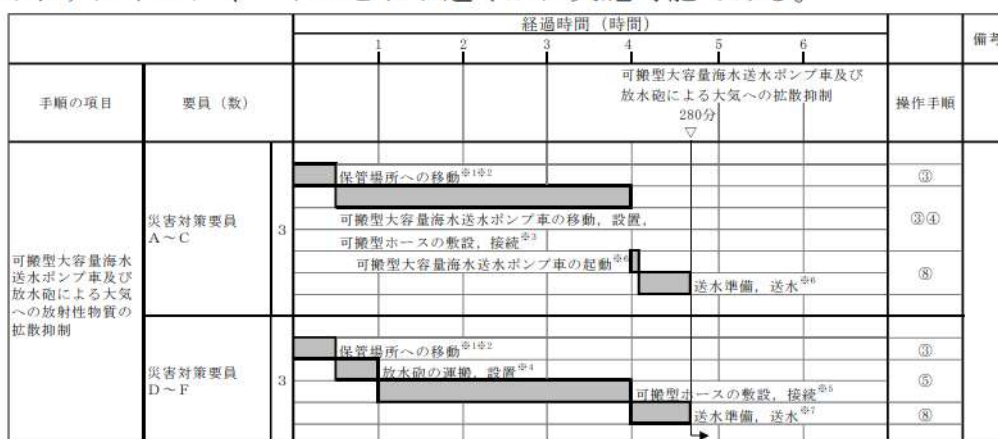 経過時間（時間）
備考
1 2 3 4 5 6
手順の項目
要員（数）
可搬型大容量海水送水ポンプ車及び
放水砲による大気への拡散抑制
280分
▽
操作手順
可搬型大容量海水
送水ポンプ車及び
放水砲による大気
への放射性物質の
拡散抑制
災害対策要員
A～C
3
保管場所への移動※1※2
③
可搬型大容量海水送水ポンプ車の移動，設置，
可搬型ホースの敷設，接続※3
③④
可搬型大容量海水送水ポンプ車の起動※6
送水準備，送水※6
⑧
災害対策要員
D～F
3
保管場所への移動※1※2
③
放水砲の運搬，設置※4
可搬型ホースの敷設，接続※5
⑤
送水準備，送水※7
⑧